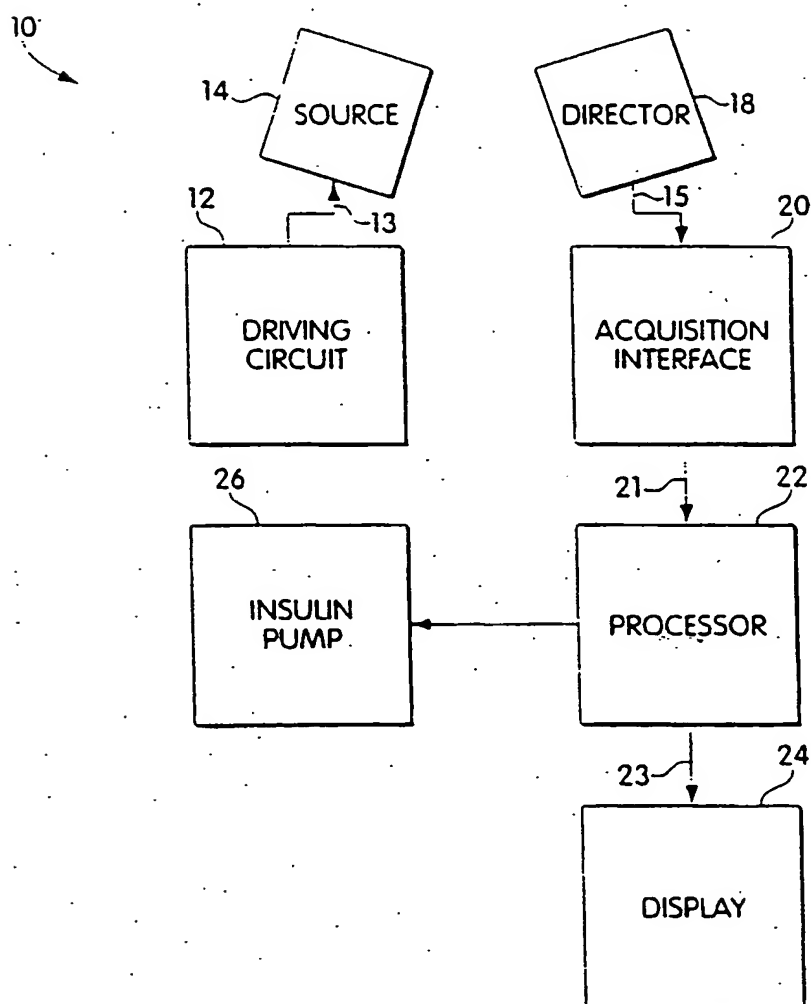 10
14
SOURCE
DIRECTOR
18
12
13
15
20
DRIVING
CIRCUIT
ACQUISITION
INTERFACE
26
21
22
INSULIN
PUMP
PROCESSOR
23
24
DISPLAY